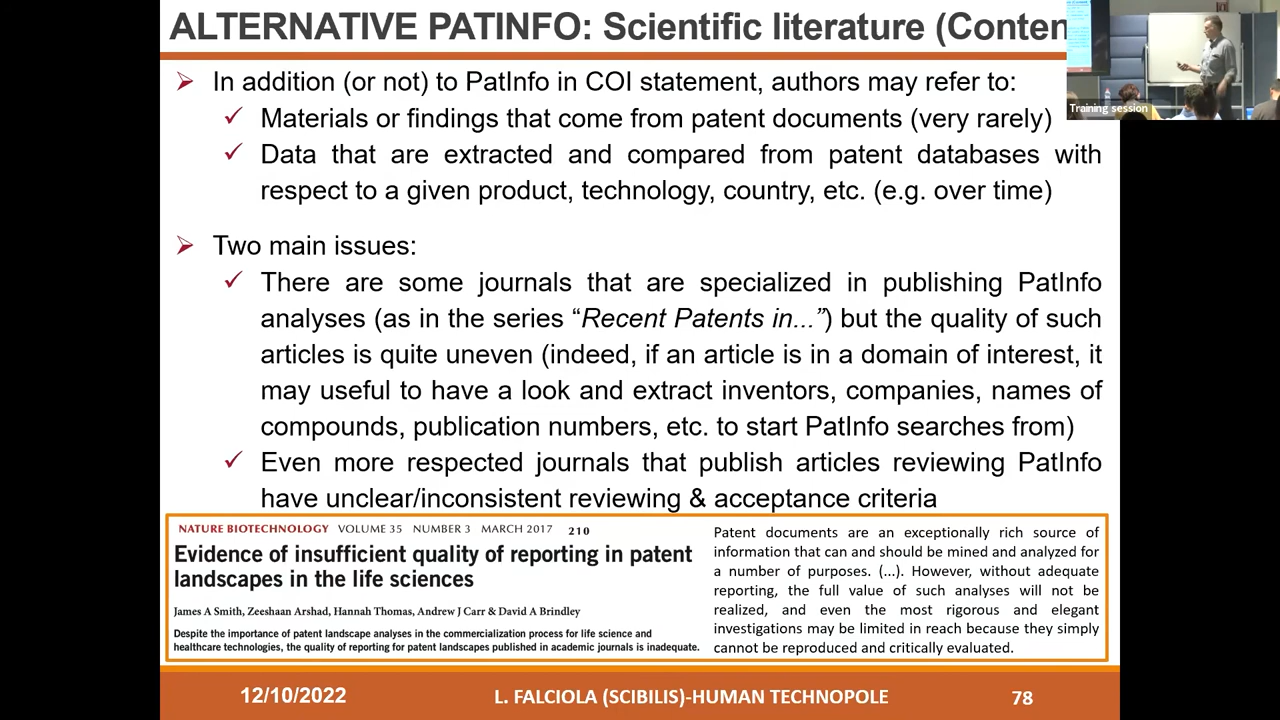 ALTERNATIVE PATINFO: Scientific literature (Conten
Training session
➢ In addition (or not) to PatInfo in COI statement, authors may refer to:
✓ Materials or findings that come from patent documents (very rarely)
✓ Data that are extracted and compared from patent databases with
respect to a given product, technology, country, etc. (e.g. over time)
➢ Two main issues:
✓ There are some journals that are specialized in publishing PatInfo
analyses (as in the series “Recent Patents in...”) but the quality of such
articles is quite uneven (indeed, if an article is in a domain of interest, it
may useful to have a look and extract inventors, companies, names of
compounds, publication numbers, etc. to start PatInfo searches from)
✓ Even more respected journals that publish articles reviewing PatInfo
have unclear/inconsistent reviewing & acceptance criteria
NATURE BIOTECHNOLOGY VOLUME 35 NUMBER 3 MARCH 2017 210
Evidence of insufficient quality of reporting in patent
landscapes in the life sciences
James A Smith, Zeeshaan Arshad, Hannah Thomas, Andrew J Carr & David A Brindley
Despite the importance of patent landscape analyses in the commercialization process for life science and
healthcare technologies, the quality of reporting for patent landscapes published in academic journals is inadequate.
Patent documents are an exceptionally rich source of
information that can and should be mined and analyzed for
a number of purposes. (...). However, without adequate
reporting, the full value of such analyses will not be
realized, and even the most rigorous and elegant
investigations may be limited in reach because they simply
cannot be reproduced and critically evaluated.
12/10/2022 L. FALCIOLA (SCIBILIS)-HUMAN TECHNOPOLE 78